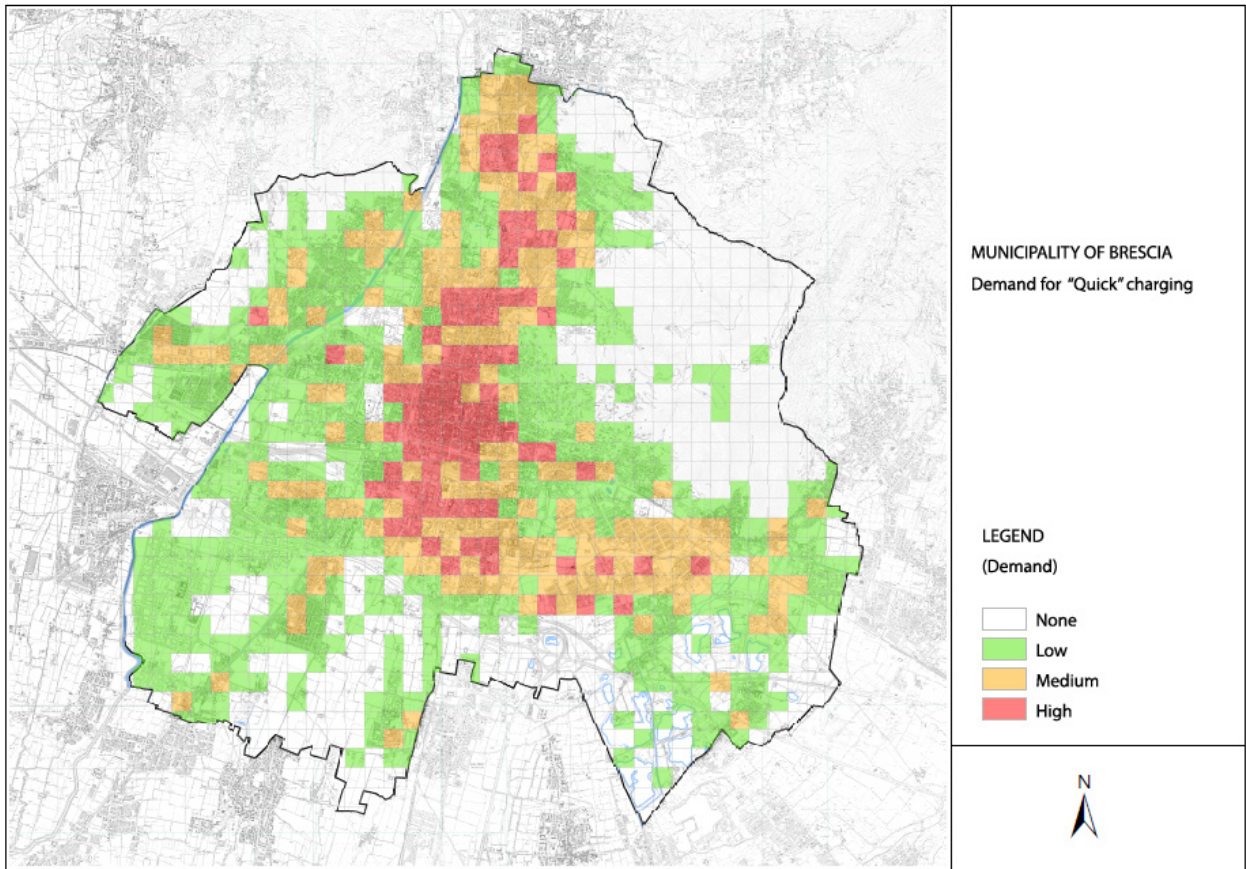 MUNICIPALITY OF BRESCIA
Demand for “Quick” charging
LEGEND
(Demand)
None
Low
Medium
High
N